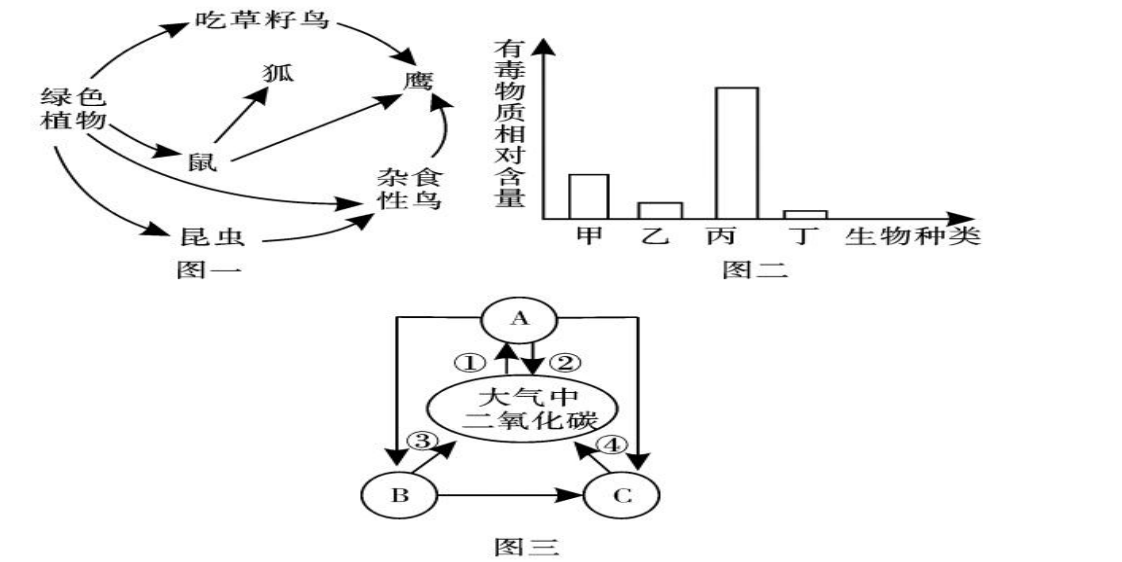 吃草籽鸟
狐
鹰
绿色
植物
鼠
杂食
性鸟
昆虫
图一
有毒物质相对含量
甲 乙 丙 丁 生物种类
图二
A
① ②
大气中
二氧化碳
③ ④
B C
图三